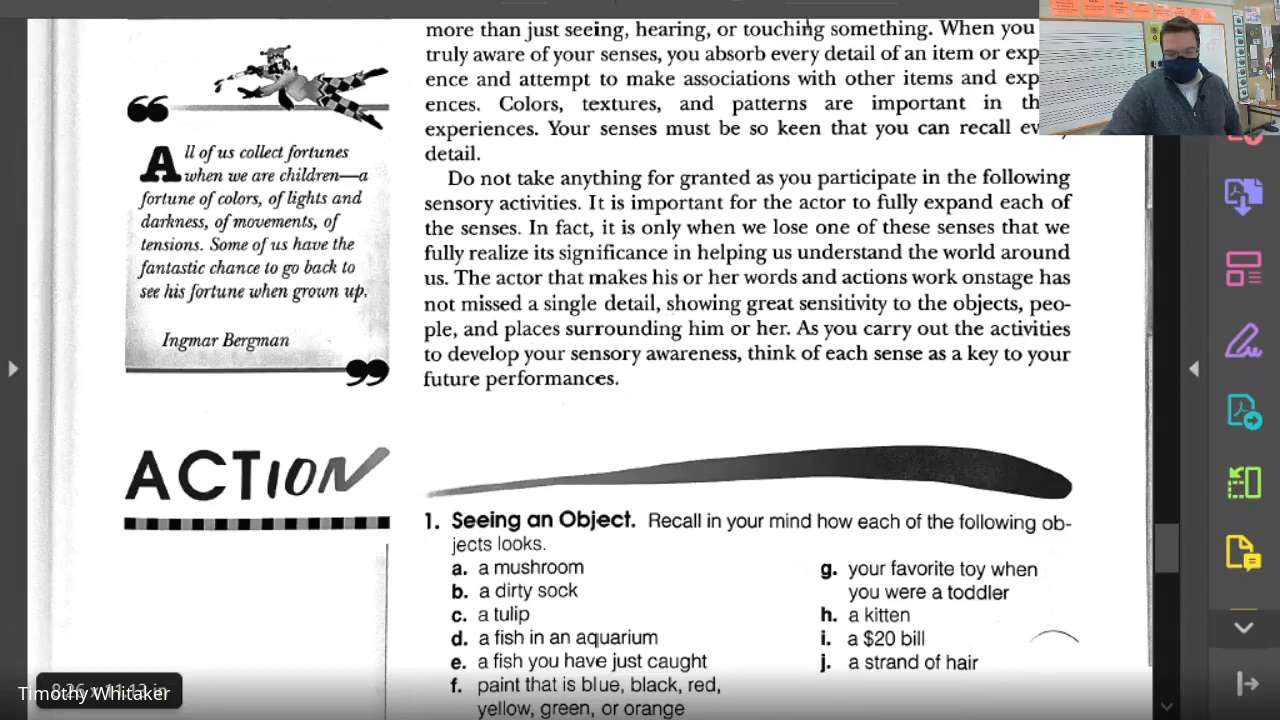 more than just seeing, hearing, or touching something. When you
truly aware of your senses, you absorb every detail of an item or exp
ence and attempt to make associations with other items and exp
ences. Colors, textures, and patterns are important in th
experiences. Your senses must be so keen that you can recall ev
detail.
Do not take anything for granted as you participate in the following
sensory activities. It is important for the actor to fully expand each of
the senses. In fact, it is only when we lose one of these senses that we
fully realize its significance in helping us understand the world around
us. The actor that makes his or her words and actions work onstage has
not missed a single detail, showing great sensitivity to the objects, peo-
ple, and places surrounding him or her. As you carry out the activities
to develop your sensory awareness, think of each sense as a key to your
future performances.
“
All of us collect fortunes
when we are children—a
fortune of colors, of lights and
darkness, of movements, of
tensions. Some of us have the
fantastic chance to go back to
see his fortune when grown up.
Ingmar Bergman
”
ACTION
1. Seeing an Object. Recall in your mind how each of the following ob-
jects looks.
a. a mushroom
b. a dirty sock
c. a tulip
d. a fish in an aquarium
e. a fish you have just caught
f. paint that is blue, black, red,
yellow, green, or orange
g. your favorite toy when
you were a toddler
h. a kitten
i. a $20 bill
j. a strand of hair
Timothy Whitaker